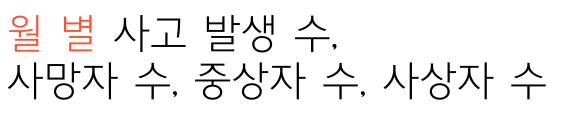 월 별 사고 발생 수,
사망자 수, 중상자 수, 사상자 수